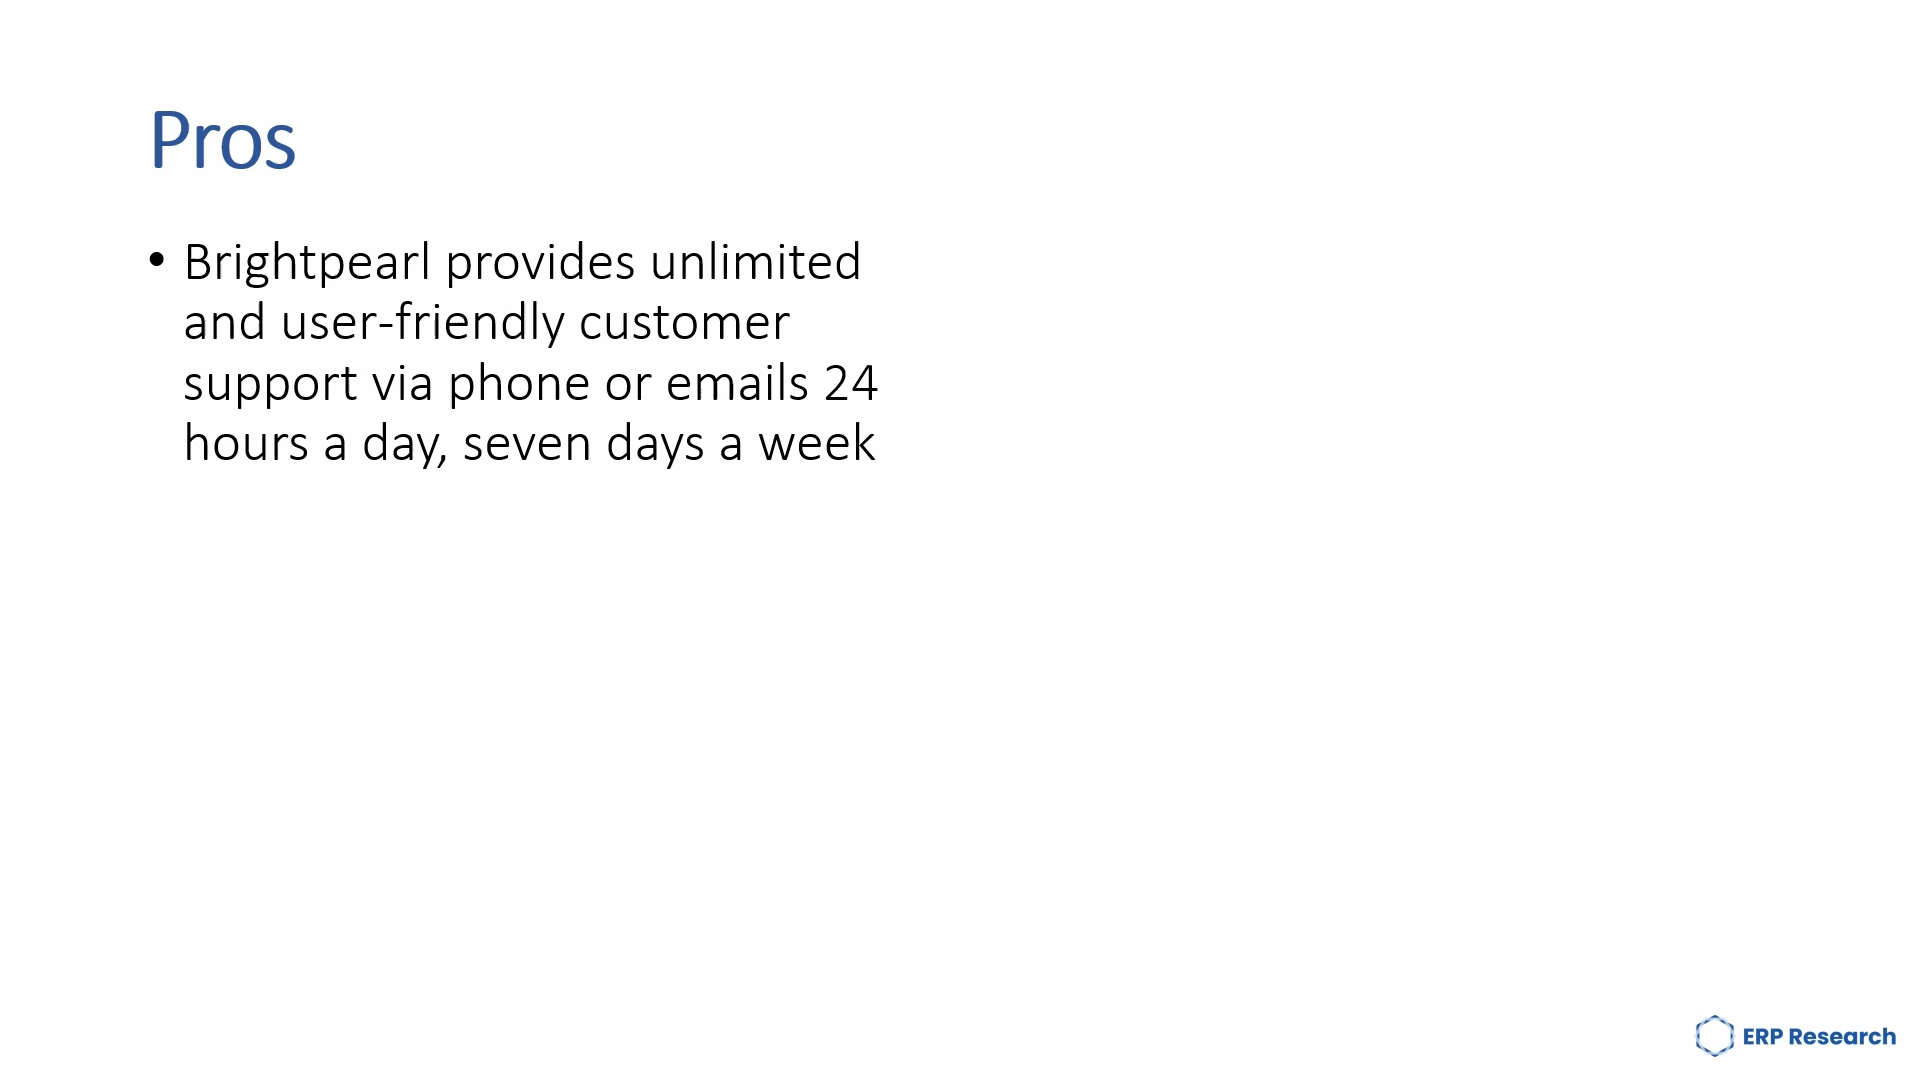 Pros
• Brightpearl provides unlimited
and user-friendly customer
support via phone or emails 24
hours a day, seven days a week
ERP Research